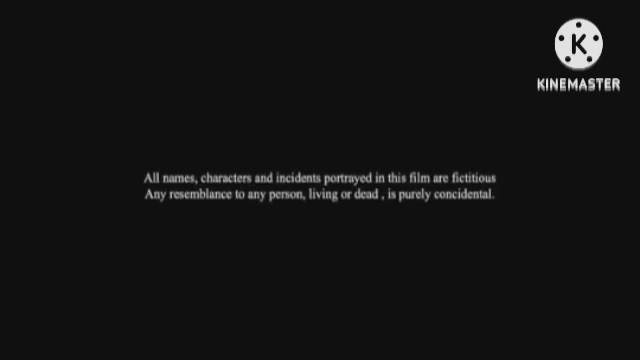 K
KINEMASTER
All names, characters and incidents portrayed in this film are fictitious
Any resemblance to any person, living or dead , is purely concidental.